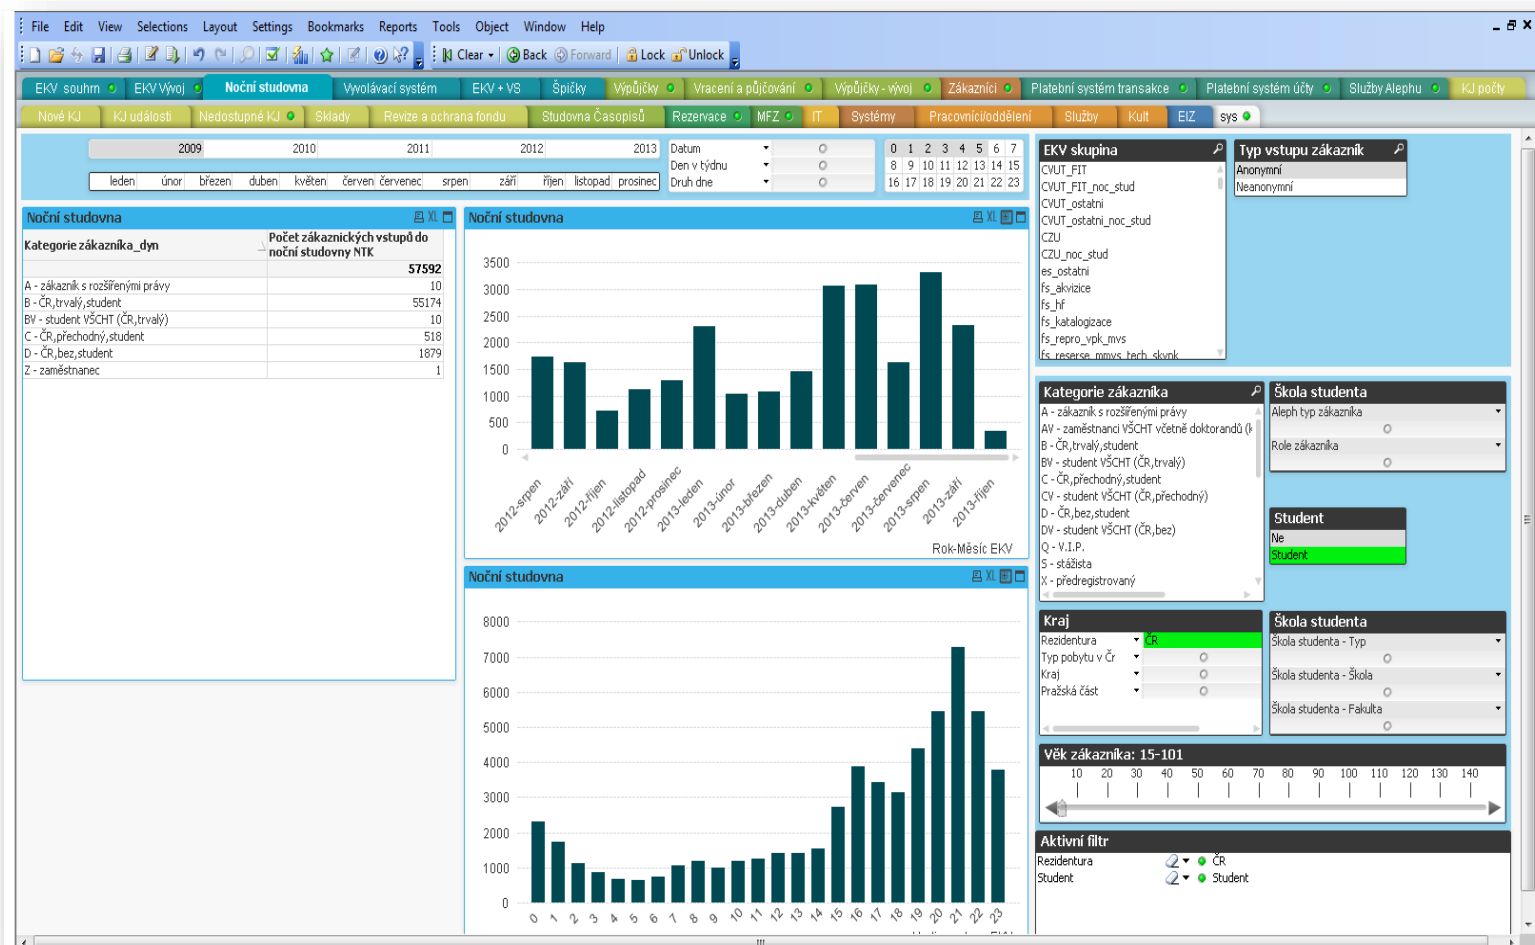 File Edit View Selections Layout Settings Bookmarks Reports Tools Object Window Help
Clear Back Forward Lock Unlock
EKV souhrn EKV Vývoj Noční studovna Vyvolávací systém EKV + VS Špičky Výpůjčky Vracení a půjčování Výpůjčky - vývoj Zákazníci Platební systém transakce Platební systém účty Služby Alephu KJ počty
Nové KJ KJ události Nedostupné KJ Sklady Revize a ochrana fondu Studovna Časopisů Rezervace MFZ IT Systémy Pracovníci/oddělení Služby Kult EIZ sys
2009 2010 2011 2012 2013
leden únor březen duben květen červen červenec srpen září říjen listopad prosinec
Datum
Den v týdnu
Druh dne
0 1 2 3 4 5 6 7
8 9 10 11 12 13 14 15
16 17 18 19 20 21 22 23
EKV skupina
CVUT_FIT
CVUT_FIT_noc_stud
CVUT_ostatni
CVUT_ostatni_noc_stud
CZU
CZU_noc_stud
es_ostatni
fs_akvizice
fs_hf
fs_katalogizace
fs_repro_vpk_mvs
fs_reserse_mmvs_tech_skvpk
Typ vstupu zákazník
Anonymní
Neanonymní
Noční studovna XL
Kategorie zákazníka_dyn Počet zákaznických vstupů do
noční studovny NTK
57592
A - zákazník s rozšířenými právy 10
B - ČR,trvalý,student 55174
BV - student VŠCHT (ČR,trvalý) 10
C - ČR,přechodný,student 518
D - ČR,bez,student 1879
Z - zaměstnanec 1
Noční studovna XL
3500
3000
2500
2000
1500
1000
500
0
2012-srpen 2012-září 2012-říjen 2012-listopad 2012-prosinec 2013-leden 2013-únor 2013-březen 2013-duben 2013-květen 2013-červen 2013-červenec 2013-srpen 2013-září 2013-říjen
Rok-Měsíc EKV
Noční studovna XL
8000
7000
6000
5000
4000
3000
2000
1000
0
0 1 2 3 4 5 6 7 8 9 10 11 12 13 14 15 16 17 18 19 20 21 22 23
Kategorie zákazníka
A - zákazník s rozšířenými právy
AV - zaměstnanci VŠCHT včetně doktorandů (k
B - ČR,trvalý,student
BV - student VŠCHT (ČR,trvalý)
C - ČR,přechodný,student
CV - student VŠCHT (ČR,přechodný)
D - ČR,bez,student
DV - student VŠCHT (ČR,bez)
Q - V.I.P.
S - stážista
X - předregistrovaný
Škola studenta
Aleph typ zákazníka
Role zákazníka
Student
Ne
Student
Kraj
Rezidentura ČR
Typ pobytu v Čr
Kraj
Pražská část
Škola studenta
Škola studenta - Typ
Škola studenta - Škola
Škola studenta - Fakulta
Věk zákazníka: 15-101
10 20 30 40 50 60 70 80 90 100 110 120 130 140
Aktivní filtr
Rezidentura ČR
Student Student